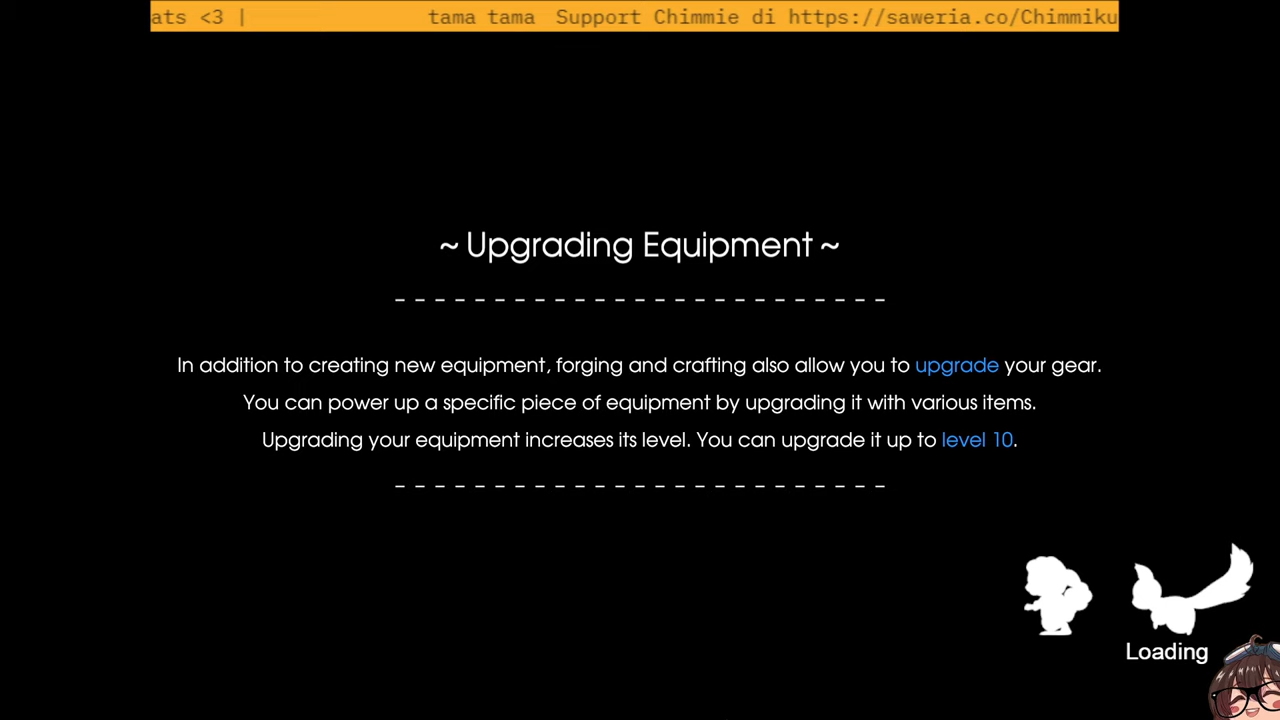 ats <3 | tama tama Support Chimmie di https://saweria.co/Chimmiku
~ Upgrading Equipment ~
In addition to creating new equipment, forging and crafting also allow you to upgrade your gear.
You can power up a specific piece of equipment by upgrading it with various items.
Upgrading your equipment increases its level. You can upgrade it up to level 10.
Loading